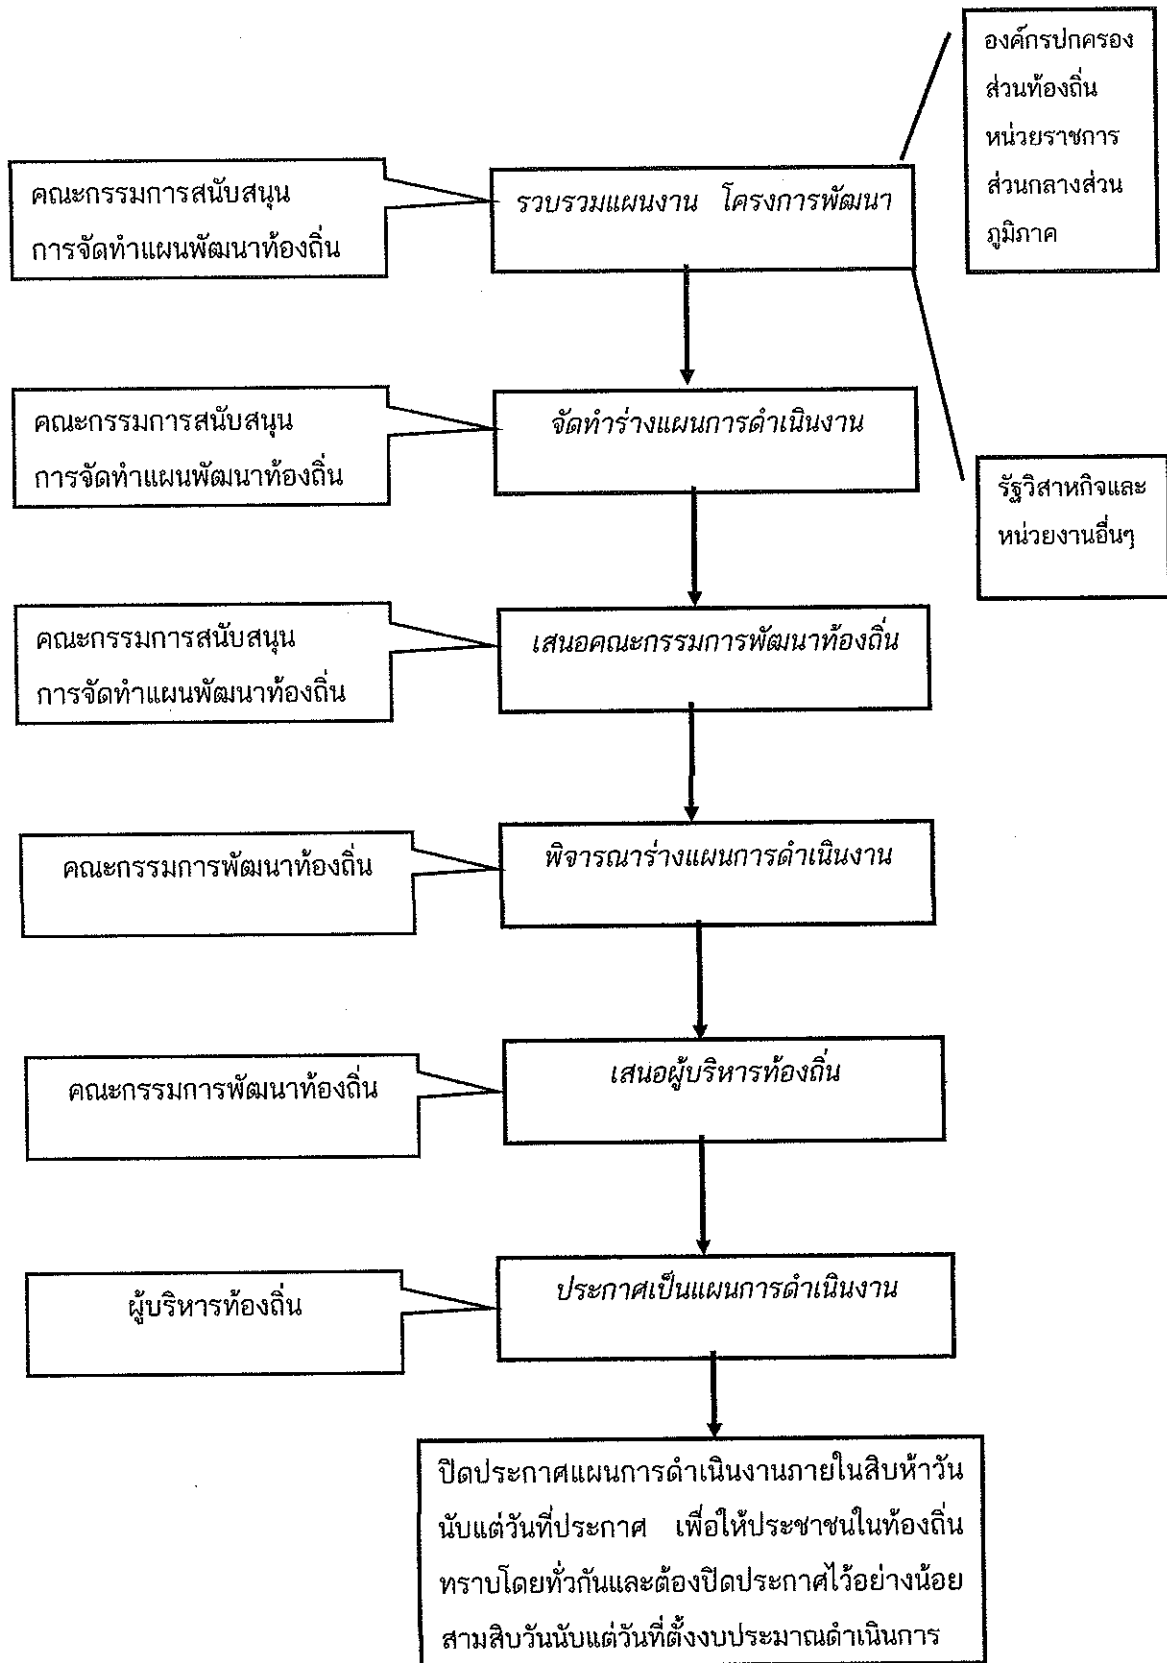 องค์กรปกครอง
ส่วนท้องถิ่น
หน่วยราชการ
ส่วนกลางส่วน
ภูมิภาค
คณะกรรมการสนับสนุน
การจัดทำแผนพัฒนาท้องถิ่น
รวบรวมแผนงาน โครงการพัฒนา
คณะกรรมการสนับสนุน
การจัดทำแผนพัฒนาท้องถิ่น
จัดทำร่างแผนการดำเนินงาน
รัฐวิสาหกิจและ
หน่วยงานอื่นๆ
คณะกรรมการสนับสนุน
การจัดทำแผนพัฒนาท้องถิ่น
เสนอคณะกรรมการพัฒนาท้องถิ่น
คณะกรรมการพัฒนาท้องถิ่น
พิจารณาร่างแผนการดำเนินงาน
คณะกรรมการพัฒนาท้องถิ่น
เสนอผู้บริหารท้องถิ่น
ผู้บริหารท้องถิ่น
ประกาศเป็นแผนการดำเนินงาน
ปิดประกาศแผนการดำเนินงานภายในสิบห้าวัน
นับแต่วันที่ประกาศ เพื่อให้ประชาชนในท้องถิ่น
ทราบโดยทั่วกันและต้องปิดประกาศไว้อย่างน้อย
สามสิบวันนับแต่วันที่ตั้งงบประมาณดำเนินการ